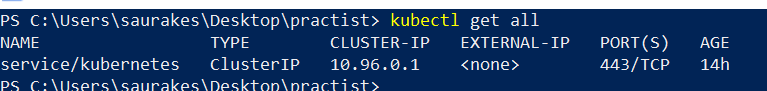 PS C:\Users\saurakes\Desktop\practist> kubectl get all
NAME TYPE CLUSTER-IP EXTERNAL-IP PORT(S) AGE
service/kubernetes ClusterIP 10.96.0.1 <none> 443/TCP 14h
PS C:\Users\saurakes\Desktop\practist>